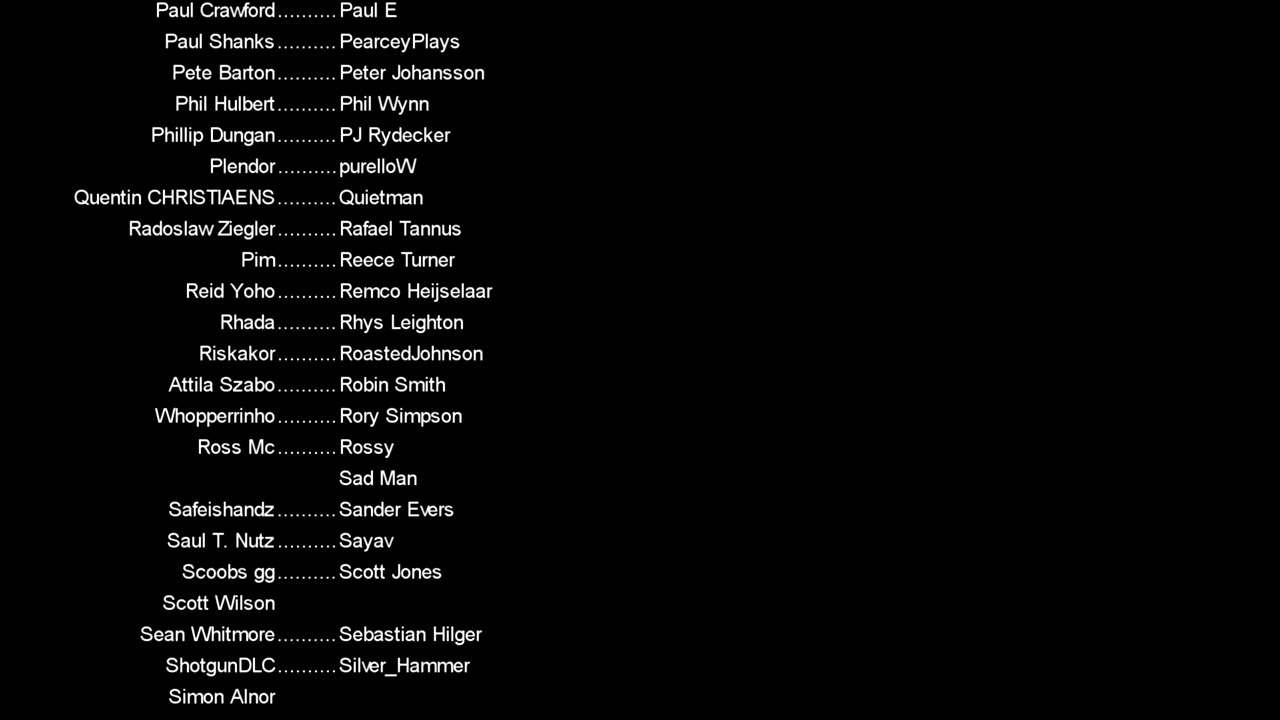 Paul Crawford..........Paul E
Paul Shanks..........PearceyPlays
Pete Barton..........Peter Johansson
Phil Hulbert..........Phil Wynn
Phillip Dungan..........PJ Rydecker
Plendor..........purelloW
Quentin CHRISTIAENS..........Quietman
Radoslaw Ziegler..........Rafael Tannus
Pim..........Reece Turner
Reid Yoho..........Remco Heijselaar
Rhada..........Rhys Leighton
Riskakor..........RoastedJohnson
Attila Szabo..........Robin Smith
Whopperrinho..........Rory Simpson
Ross Mc..........Rossy
Sad Man
Safeishandz..........Sander Evers
Saul T. Nutz..........Sayav
Scoobs gg..........Scott Jones
Scott Wilson
Sean Whitmore..........Sebastian Hilger
ShotgunDLC..........Silver_Hammer
Simon Alnor